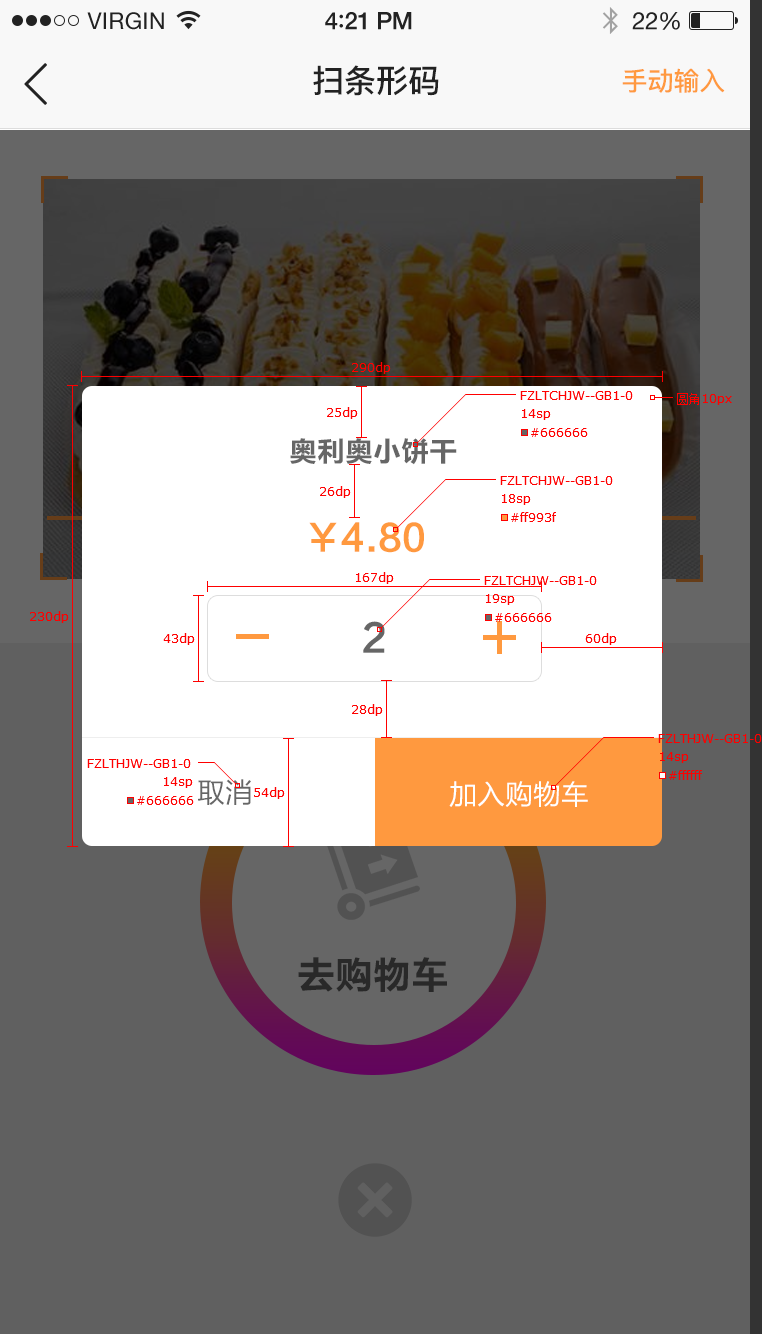 VIRGIN 4:21 PM 22%
扫条形码 手动输入
290dp
FZLTCHJW--GB1-0
14sp
#666666
圆角10px
25dp
奥利奥小饼干
26dp
FZLTCHJW--GB1-0
18sp
#ff993f
￥4.80
167dp
FZLTCHJW--GB1-0
19sp
#666666
230dp
43dp
2
60dp
28dp
FZLTHJW--GB1-0
14sp
#666666
取消
54dp
加入购物车
FZLTHJW--GB1-0
14sp
#ffffff
去购物车